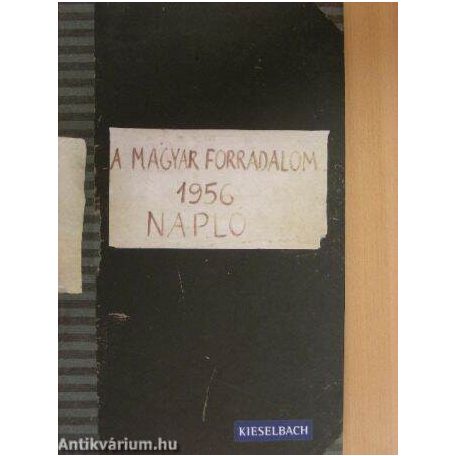 A MAGYAR FORRADALOM
1956
NAPLÓ
KIESELBACH
Antikvárium.hu